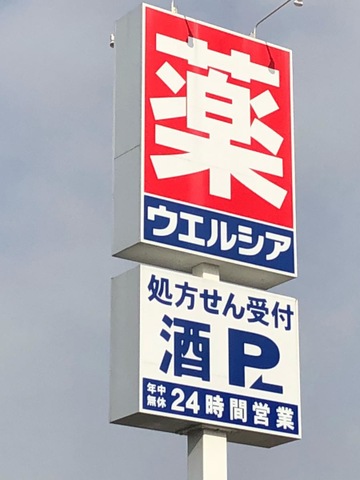 薬
ウエルシア
処方せん受付
酒 P
年中無休 24時間営業